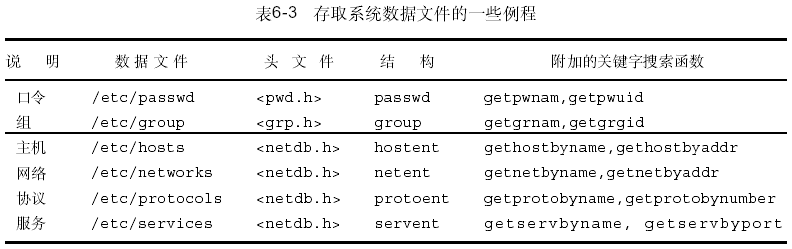 表6-3 存取系统数据文件的一些例程
说 明 数据文件 头 文 件 结 构 附加的关键字搜索函数
口令 /etc/passwd <pwd.h> passwd getpwnam,getpwuid
组 /etc/group <grp.h> group getgrnam,getgrgid
主机 /etc/hosts <netdb.h> hostent gethostbyname,gethostbyaddr
网络 /etc/networks <netdb.h> netent getnetbyname,getnetbyaddr
协议 /etc/protocols <netdb.h> protoent getprotobyname,getprotobynumber
服务 /etc/services <netdb.h> servent getservbyname, getservbyport